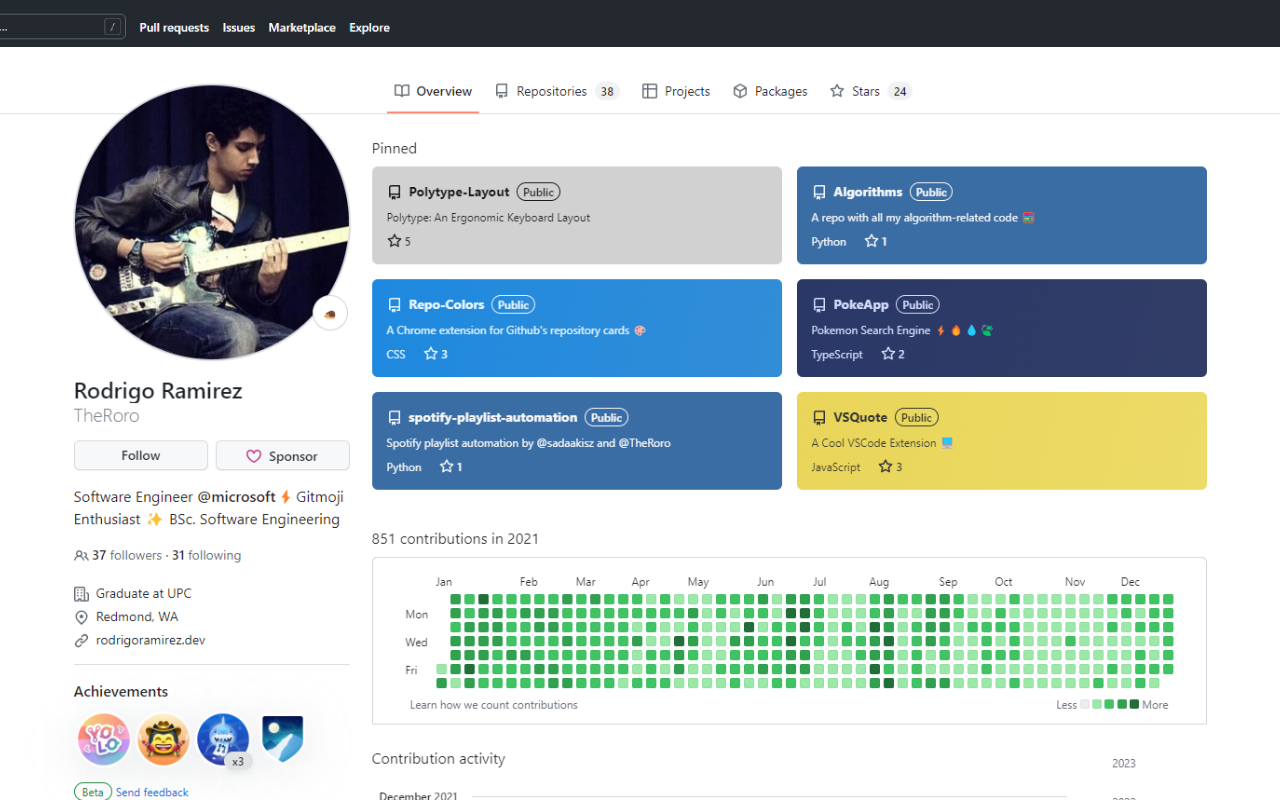 ... / Pull requests Issues Marketplace Explore
Overview Repositories 38 Projects Packages Stars 24
Rodrigo Ramirez
TheRoro
Follow Sponsor
Software Engineer @microsoft ⚡ Gitmoji
Enthusiast ✨ BSc. Software Engineering
37 followers · 31 following
Graduate at UPC
Redmond, WA
rodrigoramirez.dev
Achievements
YOLO
x3
Beta Send feedback
Pinned
Polytype-Layout Public
Polytype: An Ergonomic Keyboard Layout
5
Algorithms Public
A repo with all my algorithm-related code
Python 1
Repo-Colors Public
A Chrome extension for Github's repository cards
CSS 3
PokeApp Public
Pokemon Search Engine
TypeScript 2
spotify-playlist-automation Public
Spotify playlist automation by @sadaakisz and @TheRoro
Python 1
VSQuote Public
A Cool VSCode Extension
JavaScript 3
851 contributions in 2021
Jan Feb Mar Apr May Jun Jul Aug Sep Oct Nov Dec
Mon
Wed
Fri
Learn how we count contributions Less More
Contribution activity
2023
December 2021